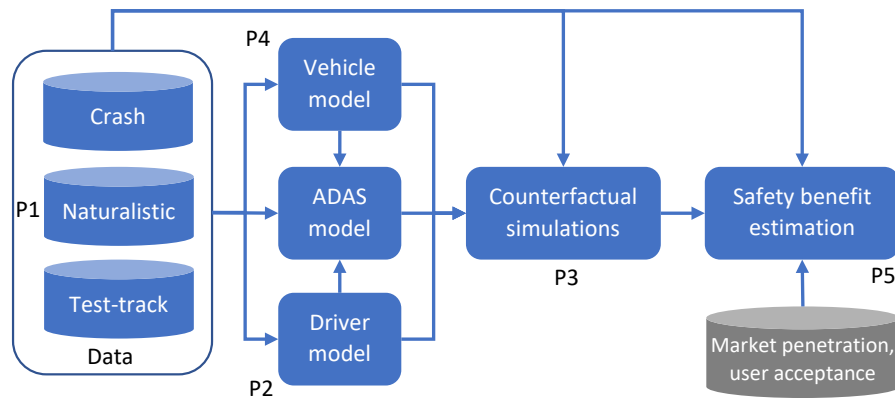 P4
Vehicle
model
Crash
P1
Naturalistic
ADAS
model
Counterfactual
simulations
Safety benefit
estimation
P3
P5
Test-track
Driver
model
Data
P2
Market penetration,
user acceptance